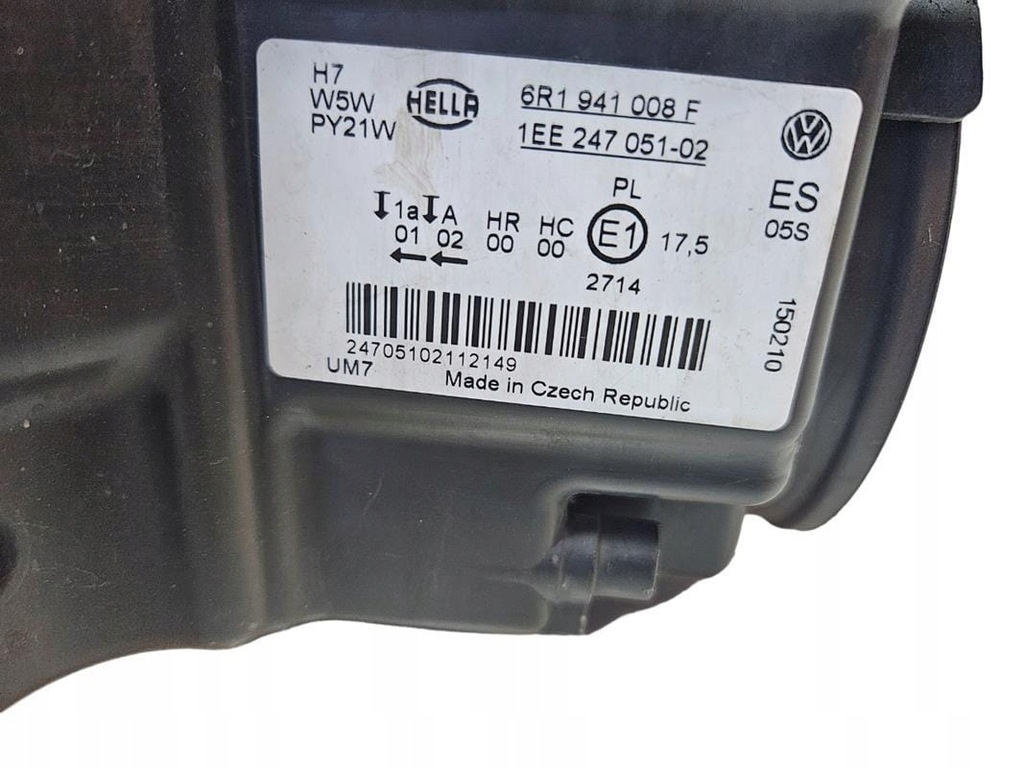 H7
W5W
PY21W
HELLA
6R1 941 008 F
1EE 247 051-02
VW
ES
05S
PL
1a A
01 02
HR
00
HC
00
E1
17,5
2714
150210
24705102112149
UM7
Made in Czech Republic